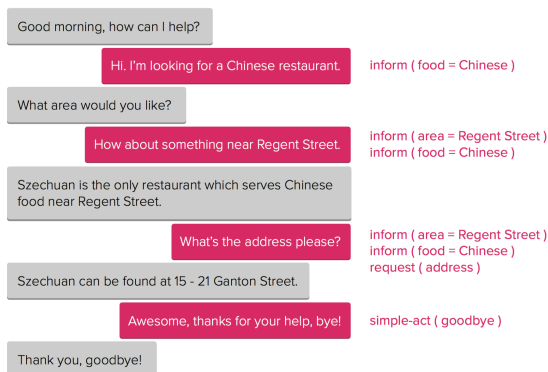 Good morning, how can I help?
Hi. I'm looking for a Chinese restaurant.
inform ( food = Chinese )
What area would you like?
How about something near Regent Street.
inform ( area = Regent Street )
inform ( food = Chinese )
Szechuan is the only restaurant which serves Chinese
food near Regent Street.
What's the address please?
inform ( area = Regent Street )
inform ( food = Chinese )
request ( address )
Szechuan can be found at 15 - 21 Ganton Street.
Awesome, thanks for your help, bye!
simple-act ( goodbye )
Thank you, goodbye!